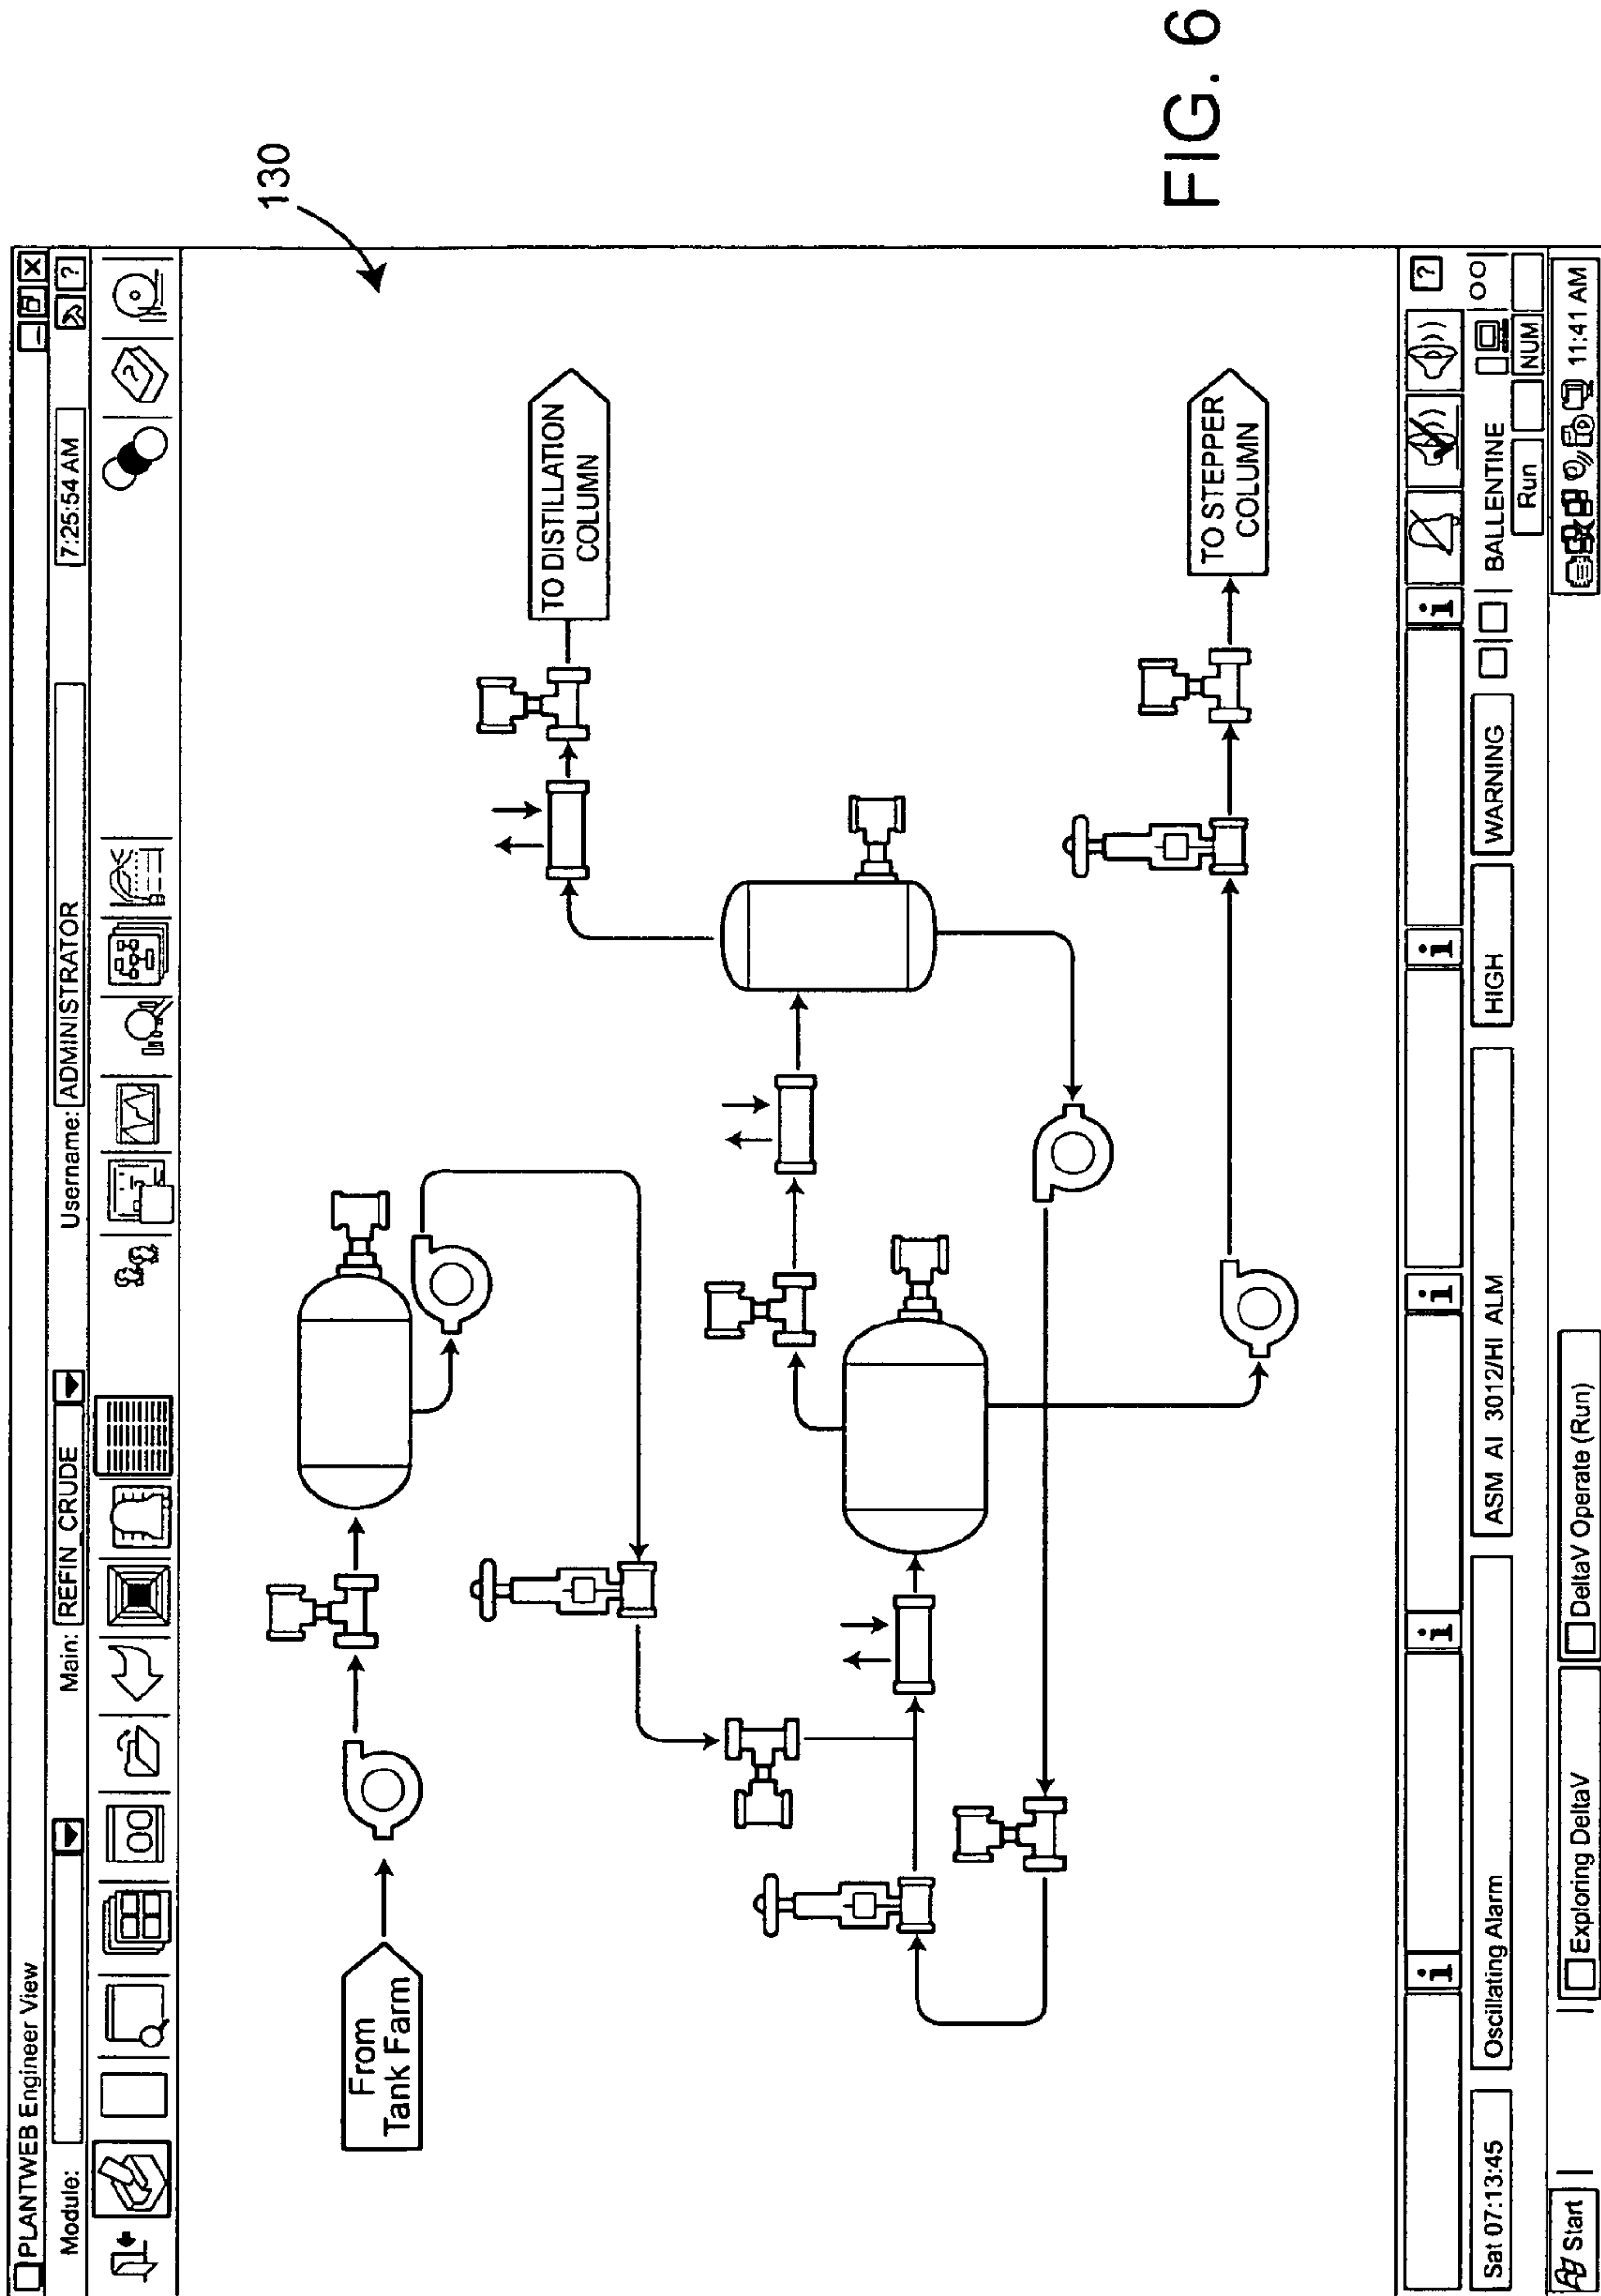 PLANTWEB Engineer View
Module:
Main: REFIN_CRUDE
Username: ADMINISTRATOR
7:25:54 AM
?
?
130
From
Tank Farm
TO DISTILLATION
COLUMN
TO STEPPER
COLUMN
i
i
i
i
i
?
Sat 07:13:45
Oscillating Alarm
ASM AI 3012/HI ALM
HIGH
WARNING
BALLENTINE
Run
NUM
Start
Exploring DeltaV
DeltaV Operate (Run)
11:41 AM
FIG. 6